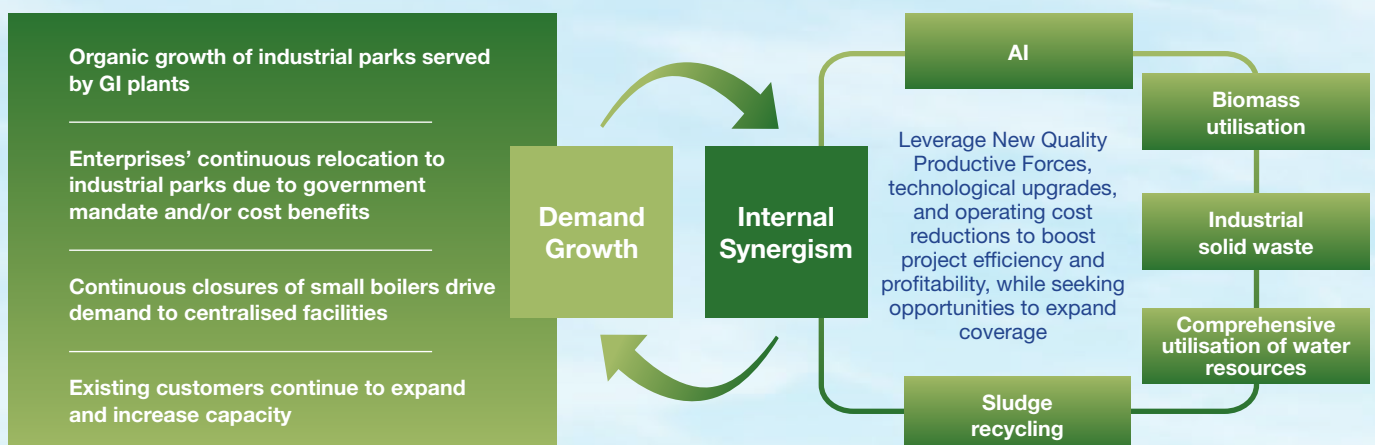 Organic growth of industrial parks served
by GI plants
Enterprises’ continuous relocation to
industrial parks due to government
mandate and/or cost benefits
Continuous closures of small boilers drive
demand to centralised facilities
Existing customers continue to expand
and increase capacity
Demand
Growth
Internal
Synergism
AI
Leverage New Quality
Productive Forces,
technological upgrades,
and operating cost
reductions to boost
project efficiency and
profitability, while seeking
opportunities to expand
coverage
Biomass
utilisation
Industrial
solid waste
Comprehensive
utilisation of water
resources
Sludge
recycling